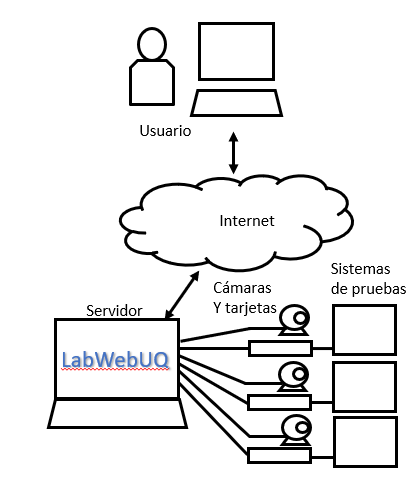 Usuario
Internet
Sistemas
de pruebas
Cámaras
Y tarjetas
Servidor
LabWebUQ